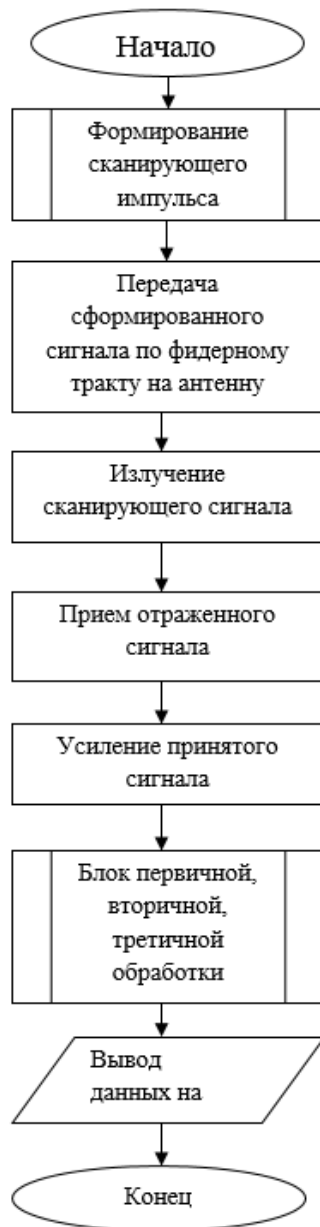 Начало
Формирование
сканирующего
импульса
Передача
сформированного
сигнала по фидерному
тракту на антенну
Излучение
сканирующего сигнала
Прием отраженного
сигнала
Усиление принятого
сигнала
Блок первичной,
вторичной,
третичной
обработки
Вывод
данных на
Конец